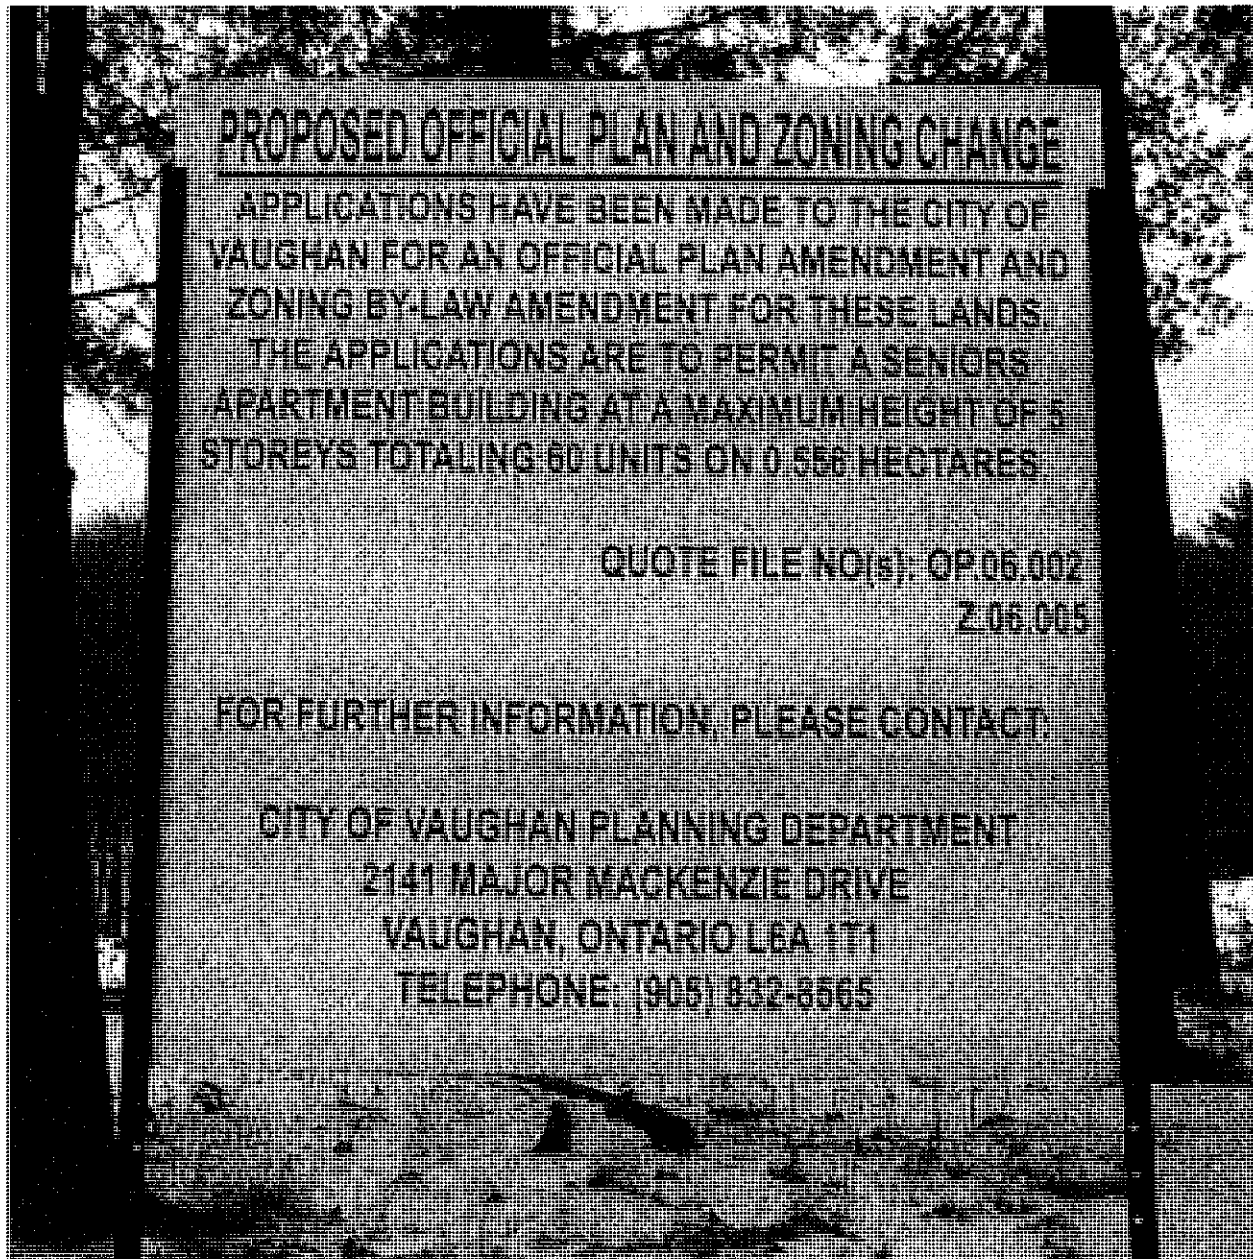 PROPOSED OFFICIAL PLAN AND ZONING CHANGE
APPLICATIONS HAVE BEEN MADE TO THE CITY OF
VAUGHAN FOR AN OFFICIAL PLAN AMENDMENT AND
ZONING BY-LAW AMENDMENT FOR THESE LANDS.
THE APPLICATIONS ARE TO PERMIT A SENIORS
APARTMENT BUILDING AT A MAXIMUM HEIGHT OF 5
STOREYS TOTALING 60 UNITS ON 0.556 HECTARES
QUOTE FILE NO(s): OP.06.002
Z.06.005
FOR FURTHER INFORMATION, PLEASE CONTACT:
CITY OF VAUGHAN PLANNING DEPARTMENT
2141 MAJOR MACKENZIE DRIVE
VAUGHAN, ONTARIO L6A 1T1
TELEPHONE: (905) 832-8565